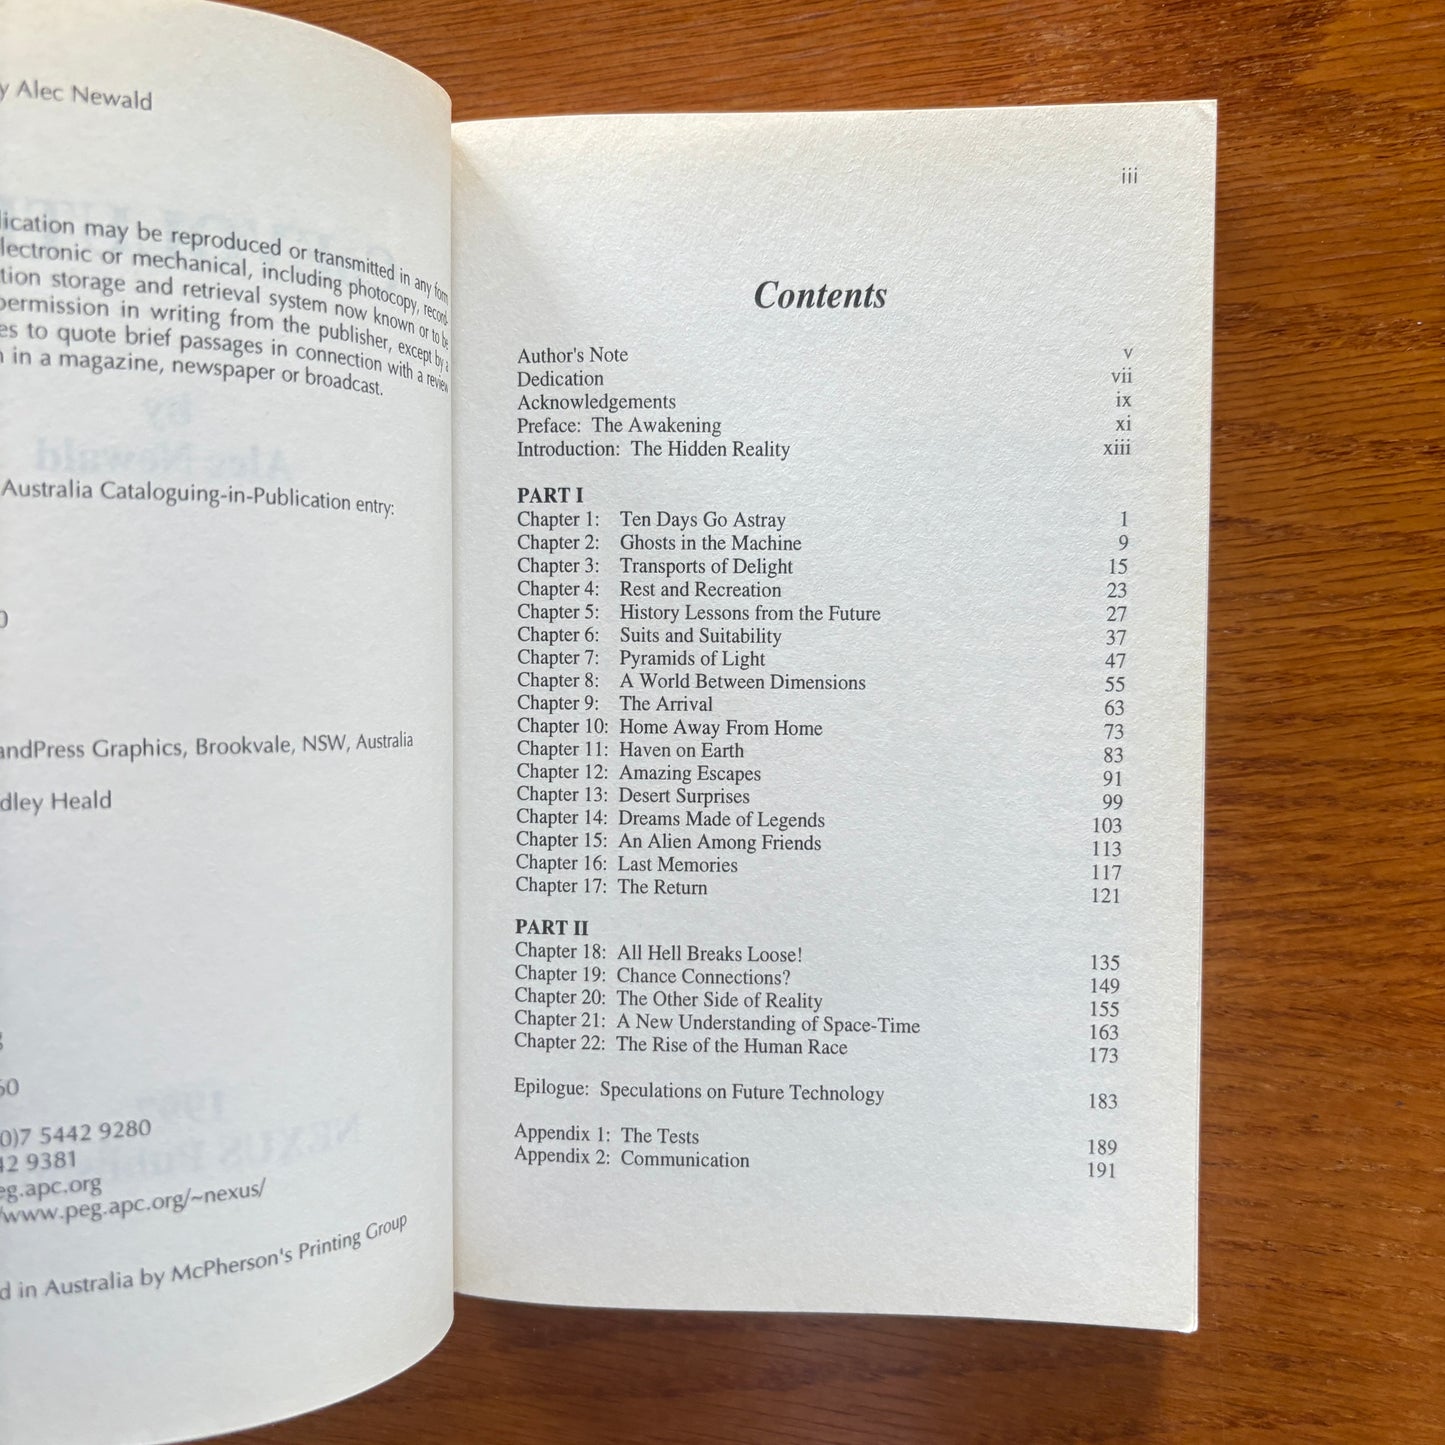 y Alec Newald
lication may be reproduced or transmitted in any form
lectronic or mechanical, including photocopy, record-
tion storage and retrieval system now known or to be
permission in writing from the publisher, except by a
es to quote brief passages in connection with a review
n in a magazine, newspaper or broadcast.
Australia Cataloguing-in-Publication entry:
0
andPress Graphics, Brookvale, NSW, Australia
dley Heald
60
0)7 5442 9280
42 9381
eg.apc.org
/www.peg.apc.org/~nexus/
d in Australia by McPherson's Printing Group
iii
Contents
Author's Note v
Dedication vii
Acknowledgements ix
Preface: The Awakening xi
Introduction: The Hidden Reality xiii
PART I
Chapter 1: Ten Days Go Astray 1
Chapter 2: Ghosts in the Machine 9
Chapter 3: Transports of Delight 15
Chapter 4: Rest and Recreation 23
Chapter 5: History Lessons from the Future 27
Chapter 6: Suits and Suitability 37
Chapter 7: Pyramids of Light 47
Chapter 8: A World Between Dimensions 55
Chapter 9: The Arrival 63
Chapter 10: Home Away From Home 73
Chapter 11: Haven on Earth 83
Chapter 12: Amazing Escapes 91
Chapter 13: Desert Surprises 99
Chapter 14: Dreams Made of Legends 103
Chapter 15: An Alien Among Friends 113
Chapter 16: Last Memories 117
Chapter 17: The Return 121
PART II
Chapter 18: All Hell Breaks Loose! 135
Chapter 19: Chance Connections? 149
Chapter 20: The Other Side of Reality 155
Chapter 21: A New Understanding of Space-Time 163
Chapter 22: The Rise of the Human Race 173
Epilogue: Speculations on Future Technology 183
Appendix 1: The Tests 189
Appendix 2: Communication 191